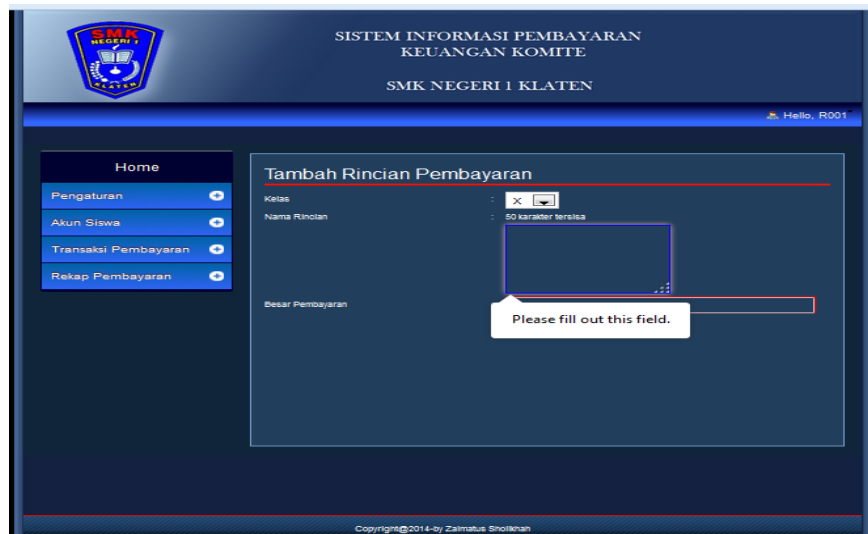 SMK
NEGERI 1
KLATEN
SISTEM INFORMASI PEMBAYARAN
KEUANGAN KOMITE
SMK NEGERI 1 KLATEN
Hello, R001
Home
Pengaturan
Akun Siswa
Transaksi Pembayaran
Rekap Pembayaran
Tambah Rincian Pembayaran
Kelas : X
Nama Rincian : 50 karakter tersisa
Besar Pembayaran
Please fill out this field.
Copyright@2014-by Zaimatus Sholikhah